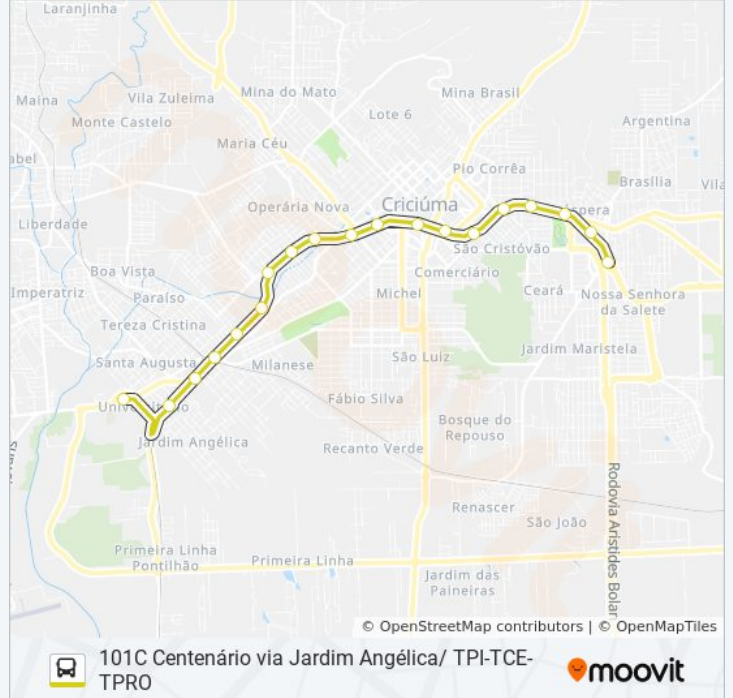 Laranjinha
Mina do Mato
Mina Brasil
Maina
Vila Zuleima
Lote 6
Monte Castelo
Argentina
Maria Céu
abel
Pio Corrêa
Brasília
Vila
Operária Nova
Criciúma
Liberdade
São Cristóvão
Boa Vista
Comerciário
Imperatriz
Paraíso
Michel
Ceará
Nossa Senhora
da Salete
Tereza Cristina
Santa Augusta
Milanese
São Luiz
Jardim Maristela
Fábio Silva
Bosque do
Repouso
Jardim Angélica
Recanto Verde
Rodovia Aristides Bolan
Renascer
São João
Primeira Linha
Pontilhão
Primeira Linha
Jardim das
Paineiras
© OpenStreetMap contributors | © OpenMapTiles
101C Centenário via Jardim Angélica/ TPI-TCE-
TPRO
moovit